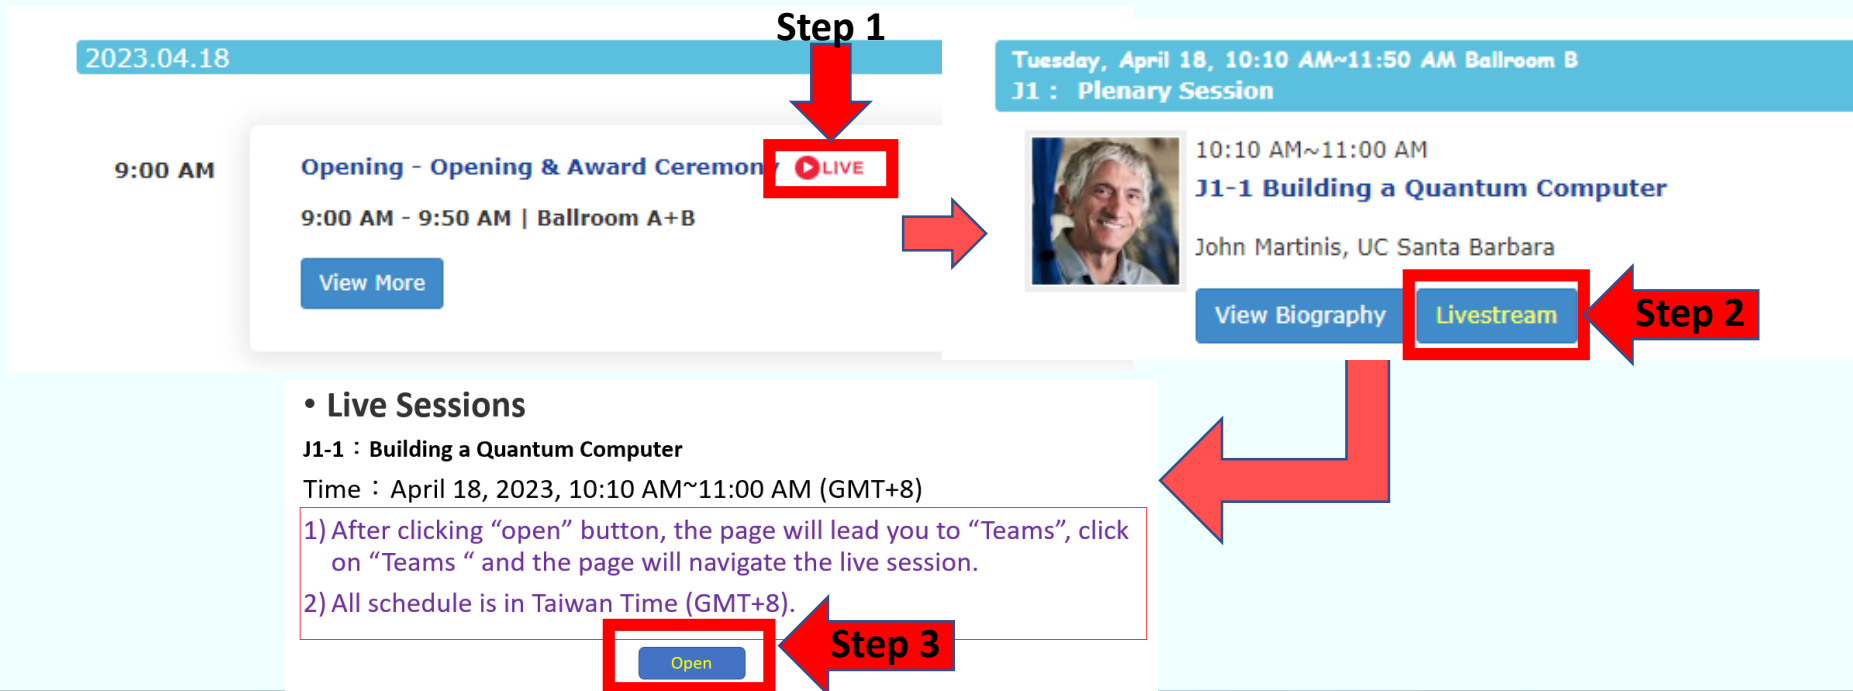 Step 1
2023.04.18
9:00 AM
Opening - Opening & Award Ceremony LIVE
9:00 AM - 9:50 AM | Ballroom A+B
View More
Tuesday, April 18, 10:10 AM~11:50 AM Ballroom B
J1 : Plenary Session
10:10 AM~11:00 AM
J1-1 Building a Quantum Computer
John Martinis, UC Santa Barbara
View Biography
Livestream
Step 2
• Live Sessions
J1-1：Building a Quantum Computer
Time：April 18, 2023, 10:10 AM~11:00 AM (GMT+8)
1) After clicking “open” button, the page will lead you to “Teams”, click
on “Teams “ and the page will navigate the live session.
2) All schedule is in Taiwan Time (GMT+8).
Open
Step 3